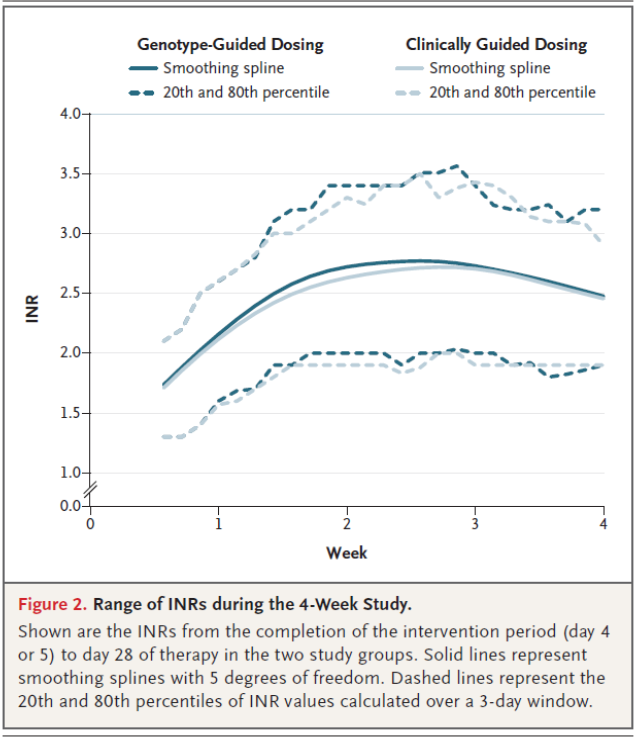 Genotype-Guided Dosing
Smoothing spline
20th and 80th percentile
Clinically Guided Dosing
Smoothing spline
20th and 80th percentile
4.0
3.5
3.0
2.5
2.0
1.5
1.0
0.0
INR
0 1 2 3 4
Week
Figure 2. Range of INRs during the 4-Week Study.
Shown are the INRs from the completion of the intervention period (day 4
or 5) to day 28 of therapy in the two study groups. Solid lines represent
smoothing splines with 5 degrees of freedom. Dashed lines represent the
20th and 80th percentiles of INR values calculated over a 3-day window.